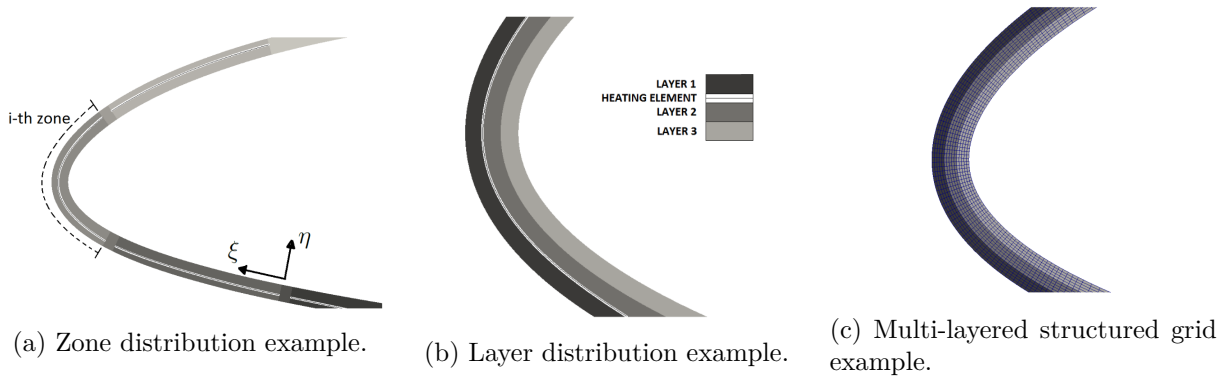 i-th zone
ξ
η
(a) Zone distribution example.
LAYER 1
HEATING ELEMENT
LAYER 2
LAYER 3
(b) Layer distribution example.
(c) Multi-layered structured grid
example.